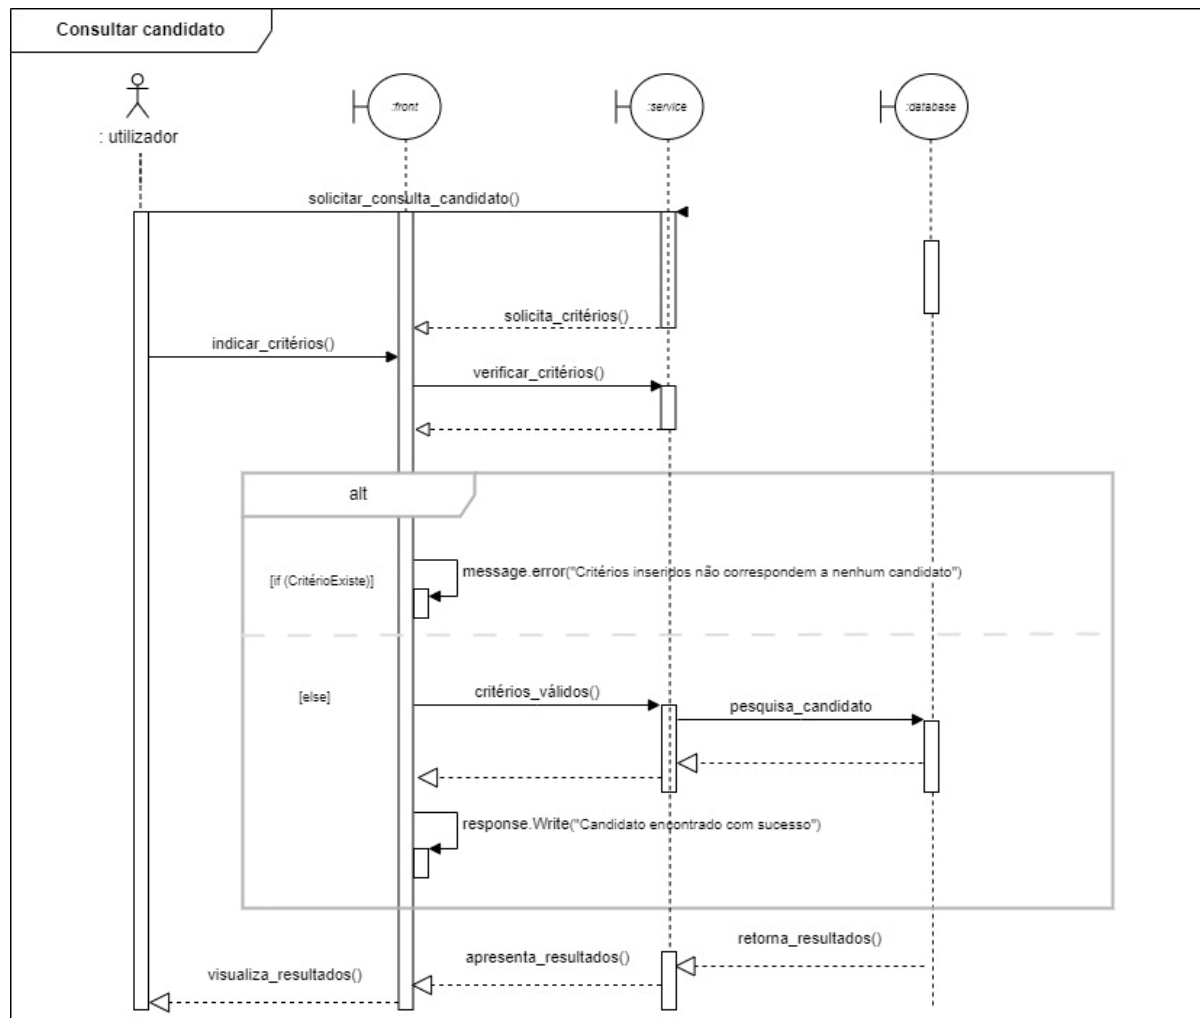 Consultar candidato
: utilizador
:front
:service
:database
solicitar_consulta_candidato()
solicita_critérios()
indicar_critérios()
verificar_critérios()
alt
[if (CritérioExiste)]
message.error("Critérios inseridos não correspondem a nenhum candidato")
[else]
critérios_válidos()
pesquisa_candidato
response.Write("Candidato encontrado com sucesso")
retorna_resultados()
apresenta_resultados()
visualiza_resultados()